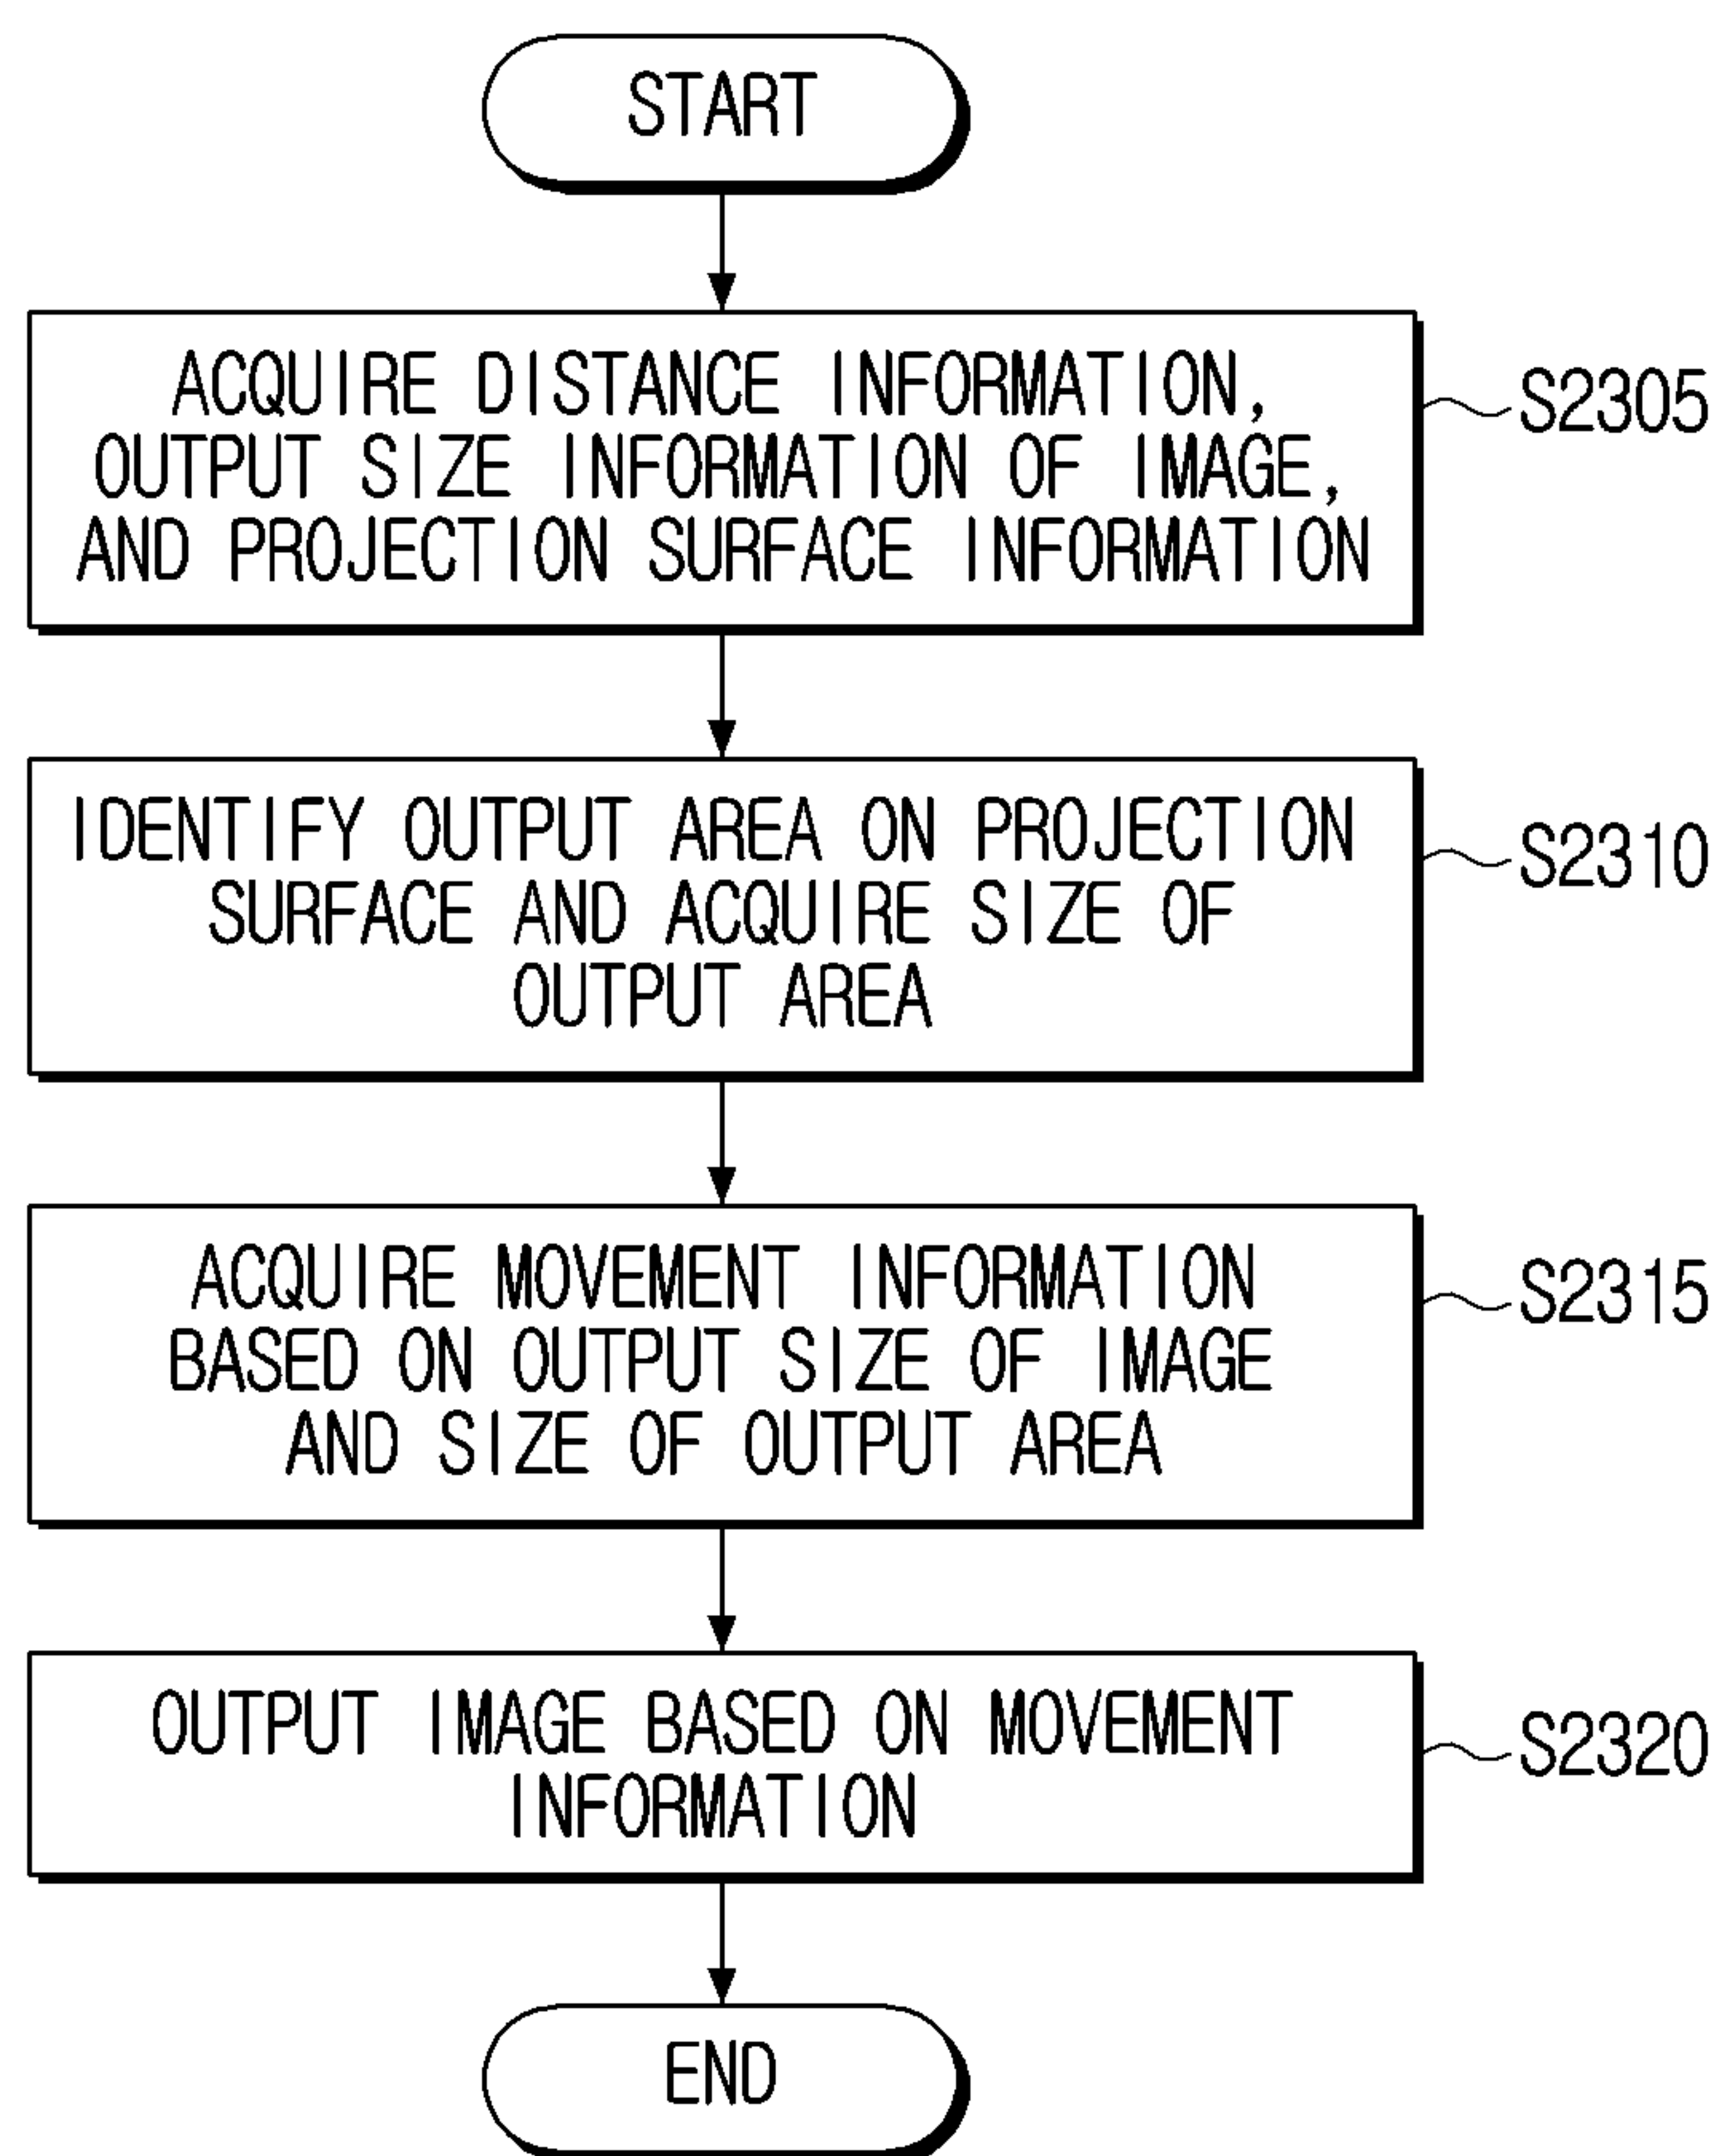 START
ACQUIRE DISTANCE INFORMATION,
OUTPUT SIZE INFORMATION OF IMAGE,
AND PROJECTION SURFACE INFORMATION
S2305
IDENTIFY OUTPUT AREA ON PROJECTION
SURFACE AND ACQUIRE SIZE OF
OUTPUT AREA
S2310
ACQUIRE MOVEMENT INFORMATION
BASED ON OUTPUT SIZE OF IMAGE
AND SIZE OF OUTPUT AREA
S2315
OUTPUT IMAGE BASED ON MOVEMENT
INFORMATION
S2320
END